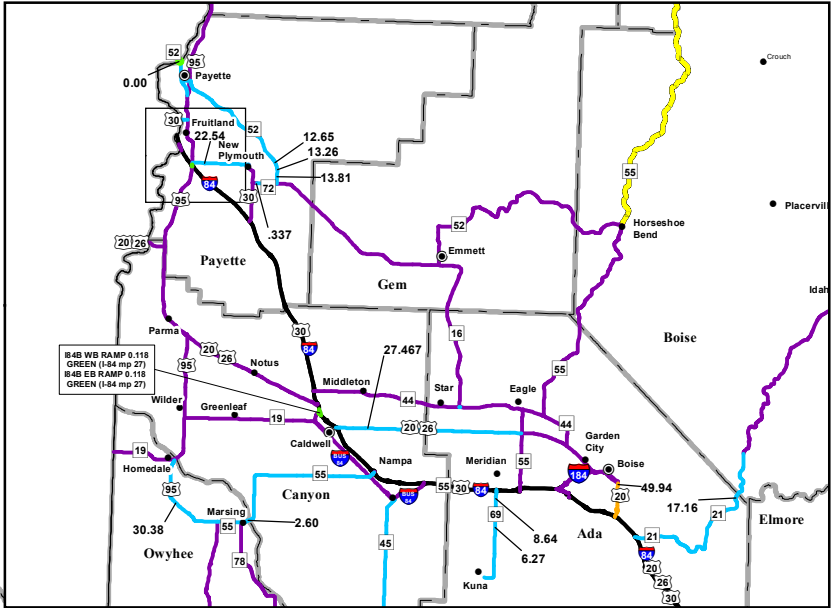 52
95
Payette
0.00
Crouch
30
Fruitland
22.54
New
Plymouth
52
12.65
13.26
13.81
84
72
30
95
.337
55
Placervill
52
Horseshoe
Bend
20 26
Emmett
Payette
Gem
Idah
Parma
30
16
Boise
20
26
84
95
Notus
27.467
55
I84B WB RAMP 0.118
GREEN (I-84 mp 27)
I84B EB RAMP 0.118
GREEN (I-84 mp 27)
Middleton
44
Star
Eagle
Wilder
Greenleaf
19
20 26
44
Garden
City
Caldwell
19
Homedale
BUS
84
Nampa
Meridian
55
184
Boise
55
95
Canyon
BUS
84
55
30
84
20
49.94
Marsing
69
17.16
21
30.38
55
2.60
8.64
Ada
Elmore
Owyhee
45
6.27
21
78
84
Kuna
20
26
30